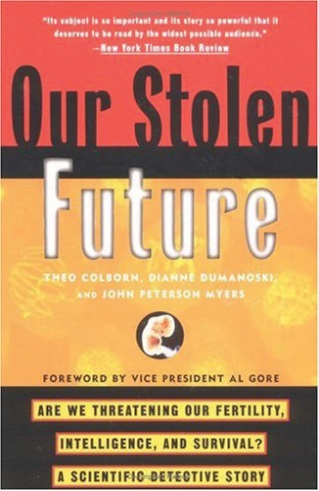 "Its subject is so important and its story so powerful that it
deserves to be read by the widest possible audience."
—New York Times Book Review
Our Stolen
Future
THEO COLBORN, DIANNE DUMANOSKI,
AND JOHN PETERSON MYERS
FOREWORD BY VICE PRESIDENT AL GORE
ARE WE THREATENING OUR FERTILITY,
INTELLIGENCE, AND SURVIVAL?
A SCIENTIFIC DETECTIVE STORY